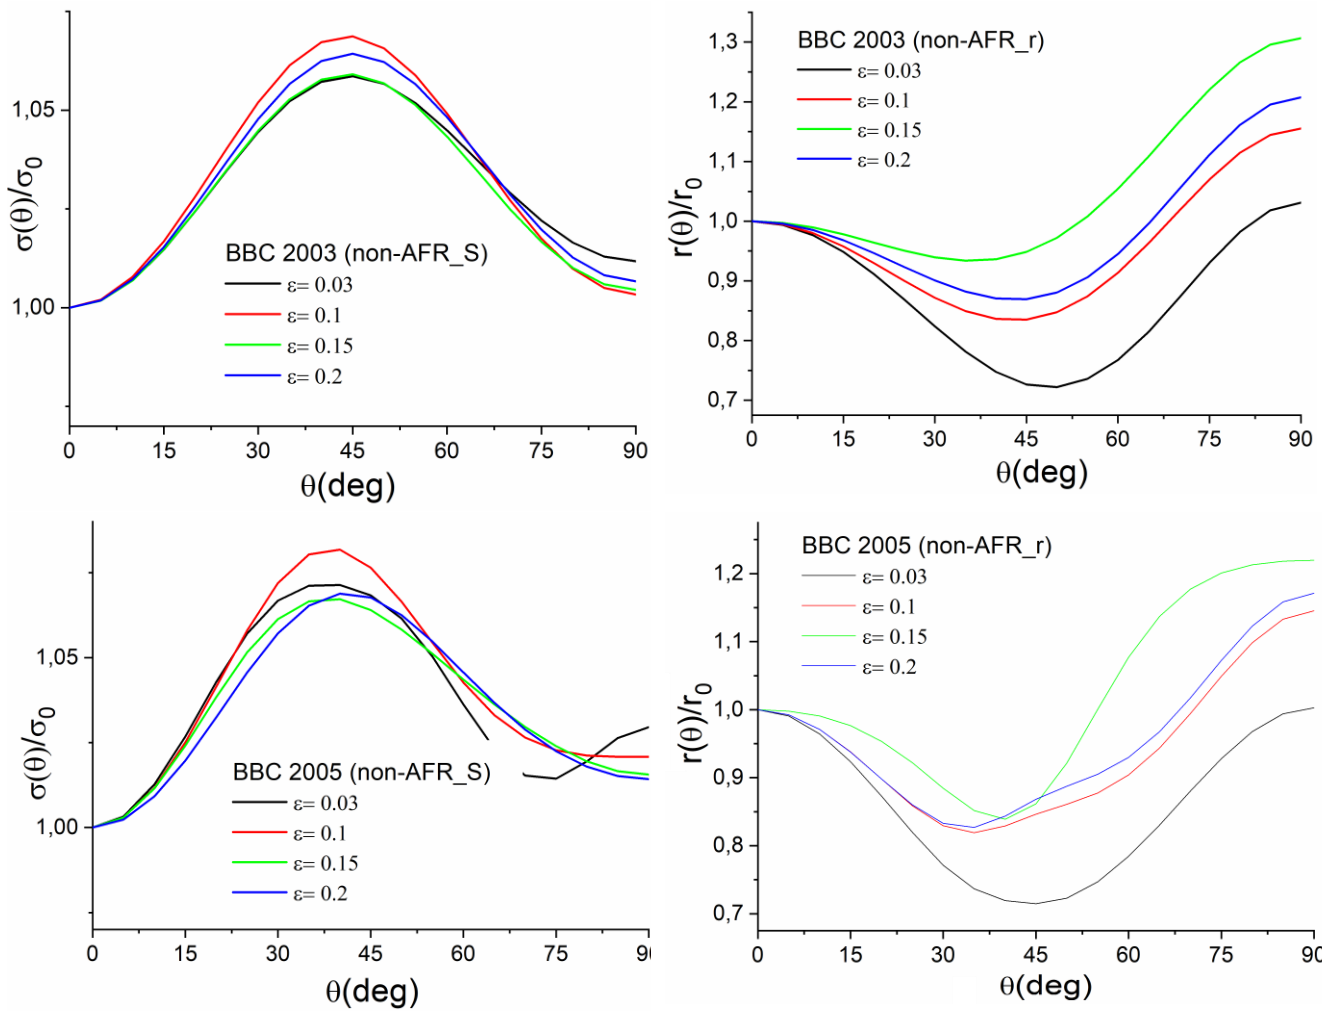 σ(θ)/σ0
1,05
1,00
BBC 2003 (non-AFR_S)
ε= 0.03
ε= 0.1
ε= 0.15
ε= 0.2
0 15 30 45 60 75 90
θ(deg)
r(θ)/r0
1,3
1,2
1,1
1,0
0,9
0,8
0,7
BBC 2003 (non-AFR_r)
ε= 0.03
ε= 0.1
ε= 0.15
ε= 0.2
0 15 30 45 60 75 90
θ(deg)
σ(θ)/σ0
1,05
1,00
BBC 2005 (non-AFR_S)
ε= 0.03
ε= 0.1
ε= 0.15
ε= 0.2
0 15 30 45 60 75 90
θ(deg)
r(θ)/r0
1,2
1,1
1,0
0,9
0,8
0,7
BBC 2005 (non-AFR_r)
ε= 0.03
ε= 0.1
ε= 0.15
ε= 0.2
0 15 30 45 60 75 90
θ(deg)